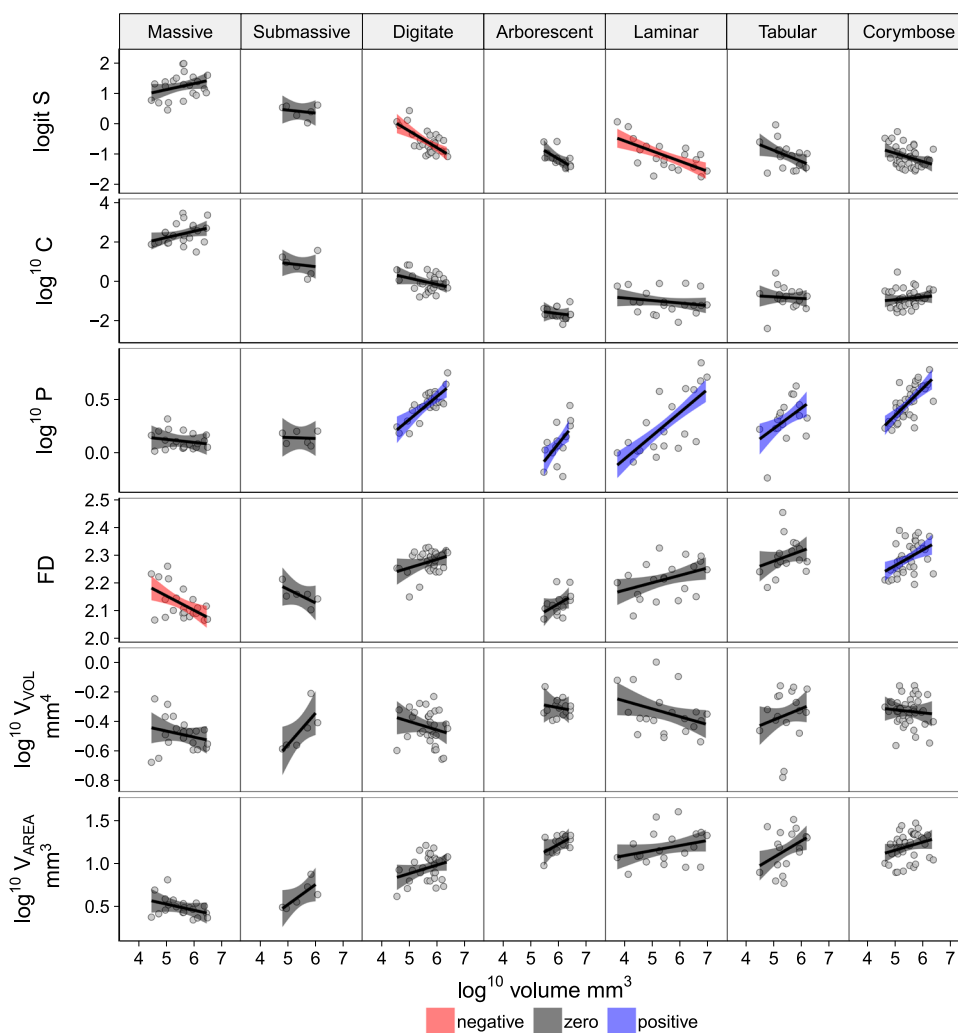 Massive Submassive Digitate Arborescent Laminar Tabular Corymbose
logit S
2
1
0
−1
−2
log10 C
4
2
0
−2
log10 P
0.5
0.0
FD
2.5
2.4
2.3
2.2
2.1
2.0
log10 VVOL
mm4
0.0
−0.2
−0.4
−0.6
−0.8
log10 VAREA
mm3
1.5
1.0
0.5
4 5 6 7 4 5 6 7 4 5 6 7 4 5 6 7 4 5 6 7 4 5 6 7 4 5 6 7
log10 volume mm3
negative zero positive